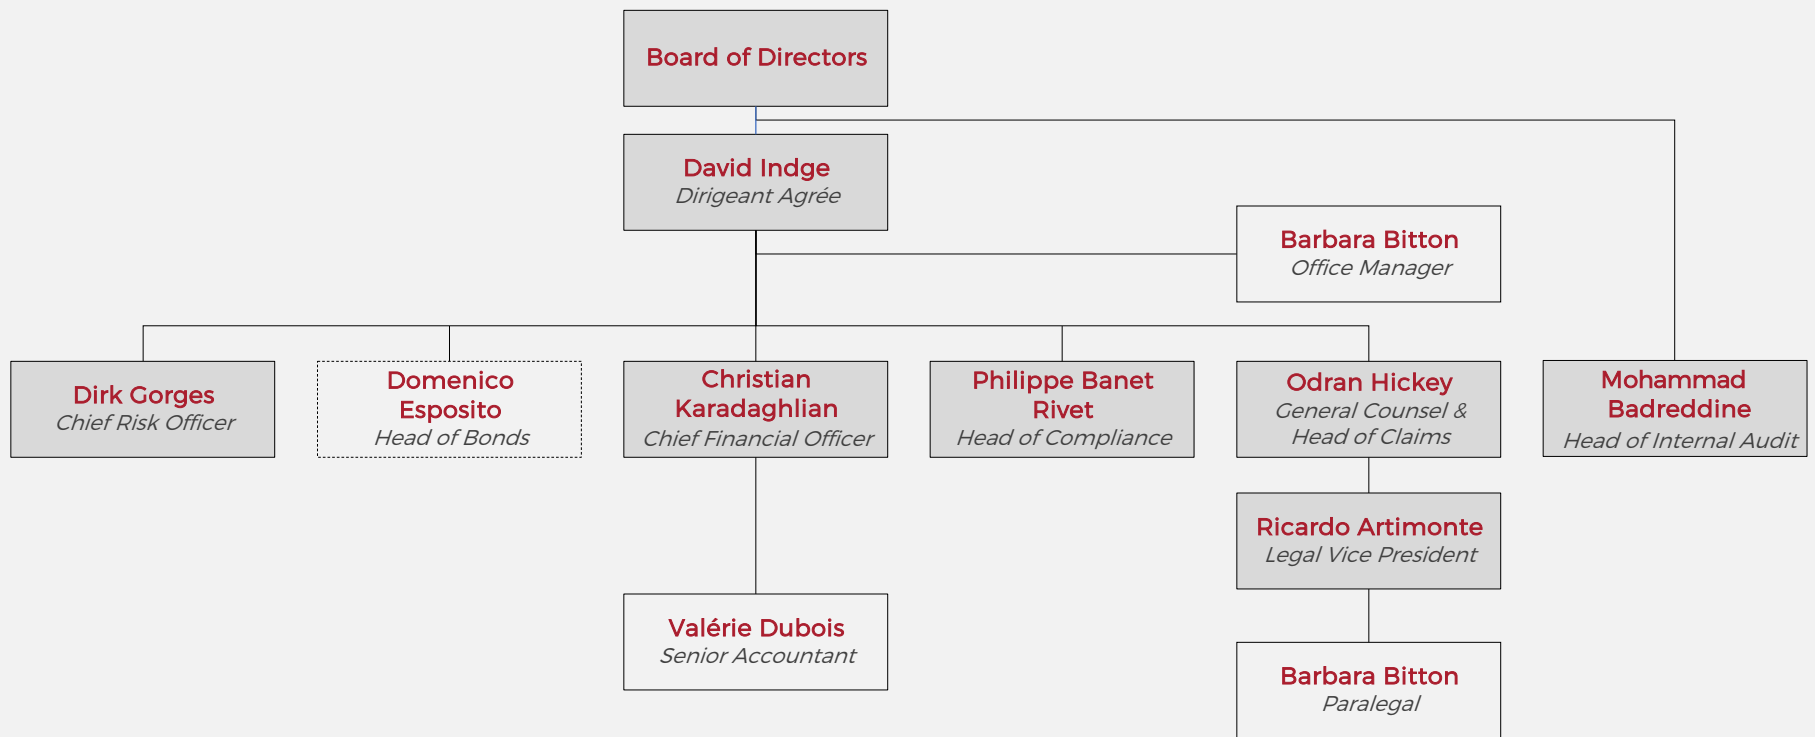 Board of Directors
David Indge
Dirigeant Agrée
Barbara Bitton
Office Manager
Dirk Gorges
Chief Risk Officer
Domenico
Esposito
Head of Bonds
Christian
Karadaghlian
Chief Financial Officer
Philippe Banet
Rivet
Head of Compliance
Odran Hickey
General Counsel &
Head of Claims
Mohammad
Badreddine
Head of Internal Audit
Ricardo Artimonte
Legal Vice President
Valérie Dubois
Senior Accountant
Barbara Bitton
Paralegal